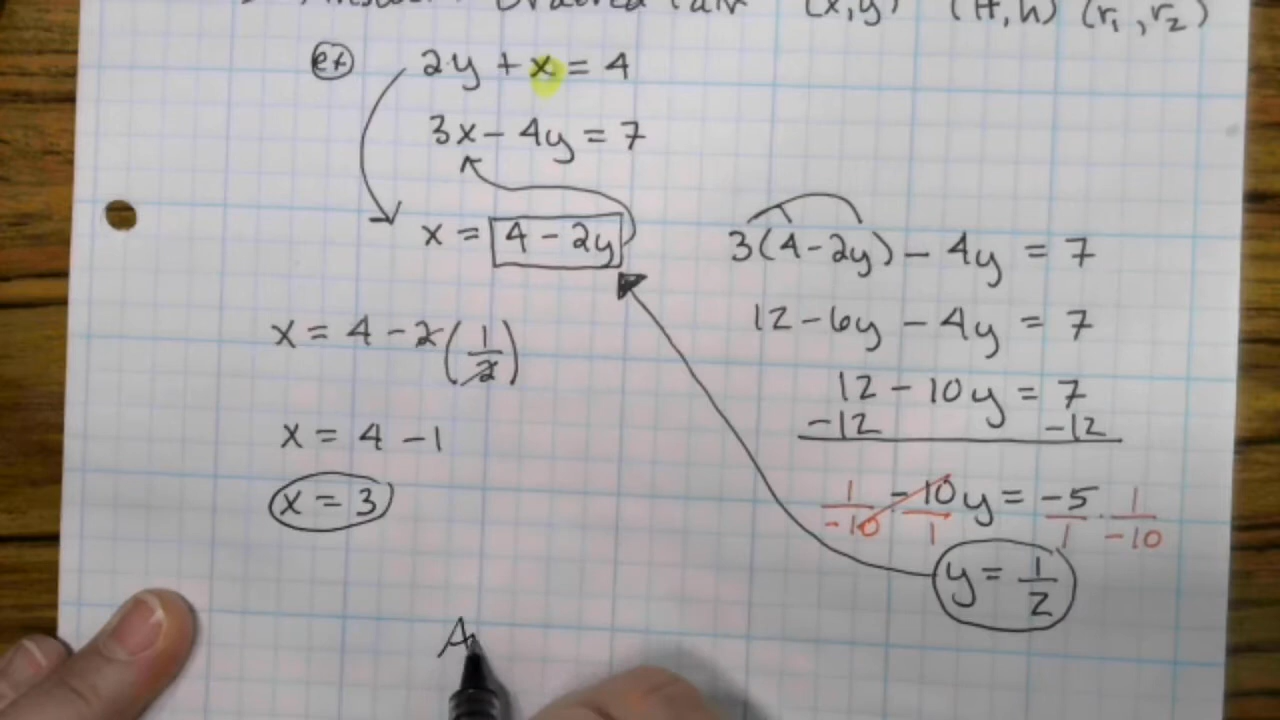 (x,y) (H,h) (r₁,r₂)
ex 2y + x = 4
3x - 4y = 7
x = 4 - 2y
3(4-2y) - 4y = 7
12 - 6y - 4y = 7
12 - 10y = 7
-12 -12
1/-10 · -10y/1 = -5/1 · 1/-10
y = 1/2
x = 4 - 2(1/2)
x = 4 - 1
x = 3
A